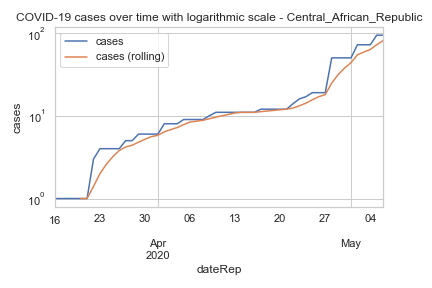 COVID-19 cases over time with logarithmic scale - Central_African_Republic
cases
cases (rolling)
10²
10¹
10⁰
cases
16 23 30 06 13 20 27 04
Apr May
2020
dateRep